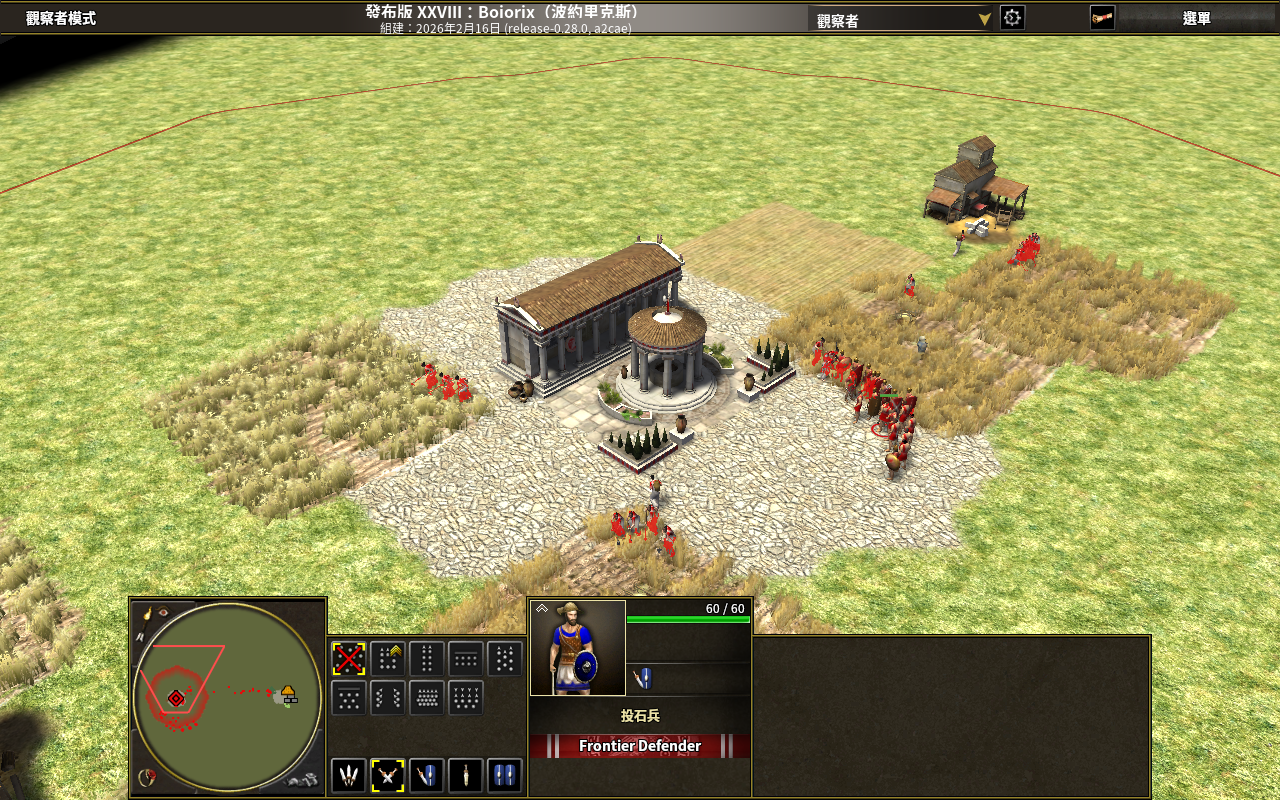 觀察者模式
發布版 XXVIII：Boiorix（波約里克斯）
組建：2026年2月16日 (release-0.28.0, a2cae)
觀察者
選單
60 / 60
投石兵
Frontier Defender